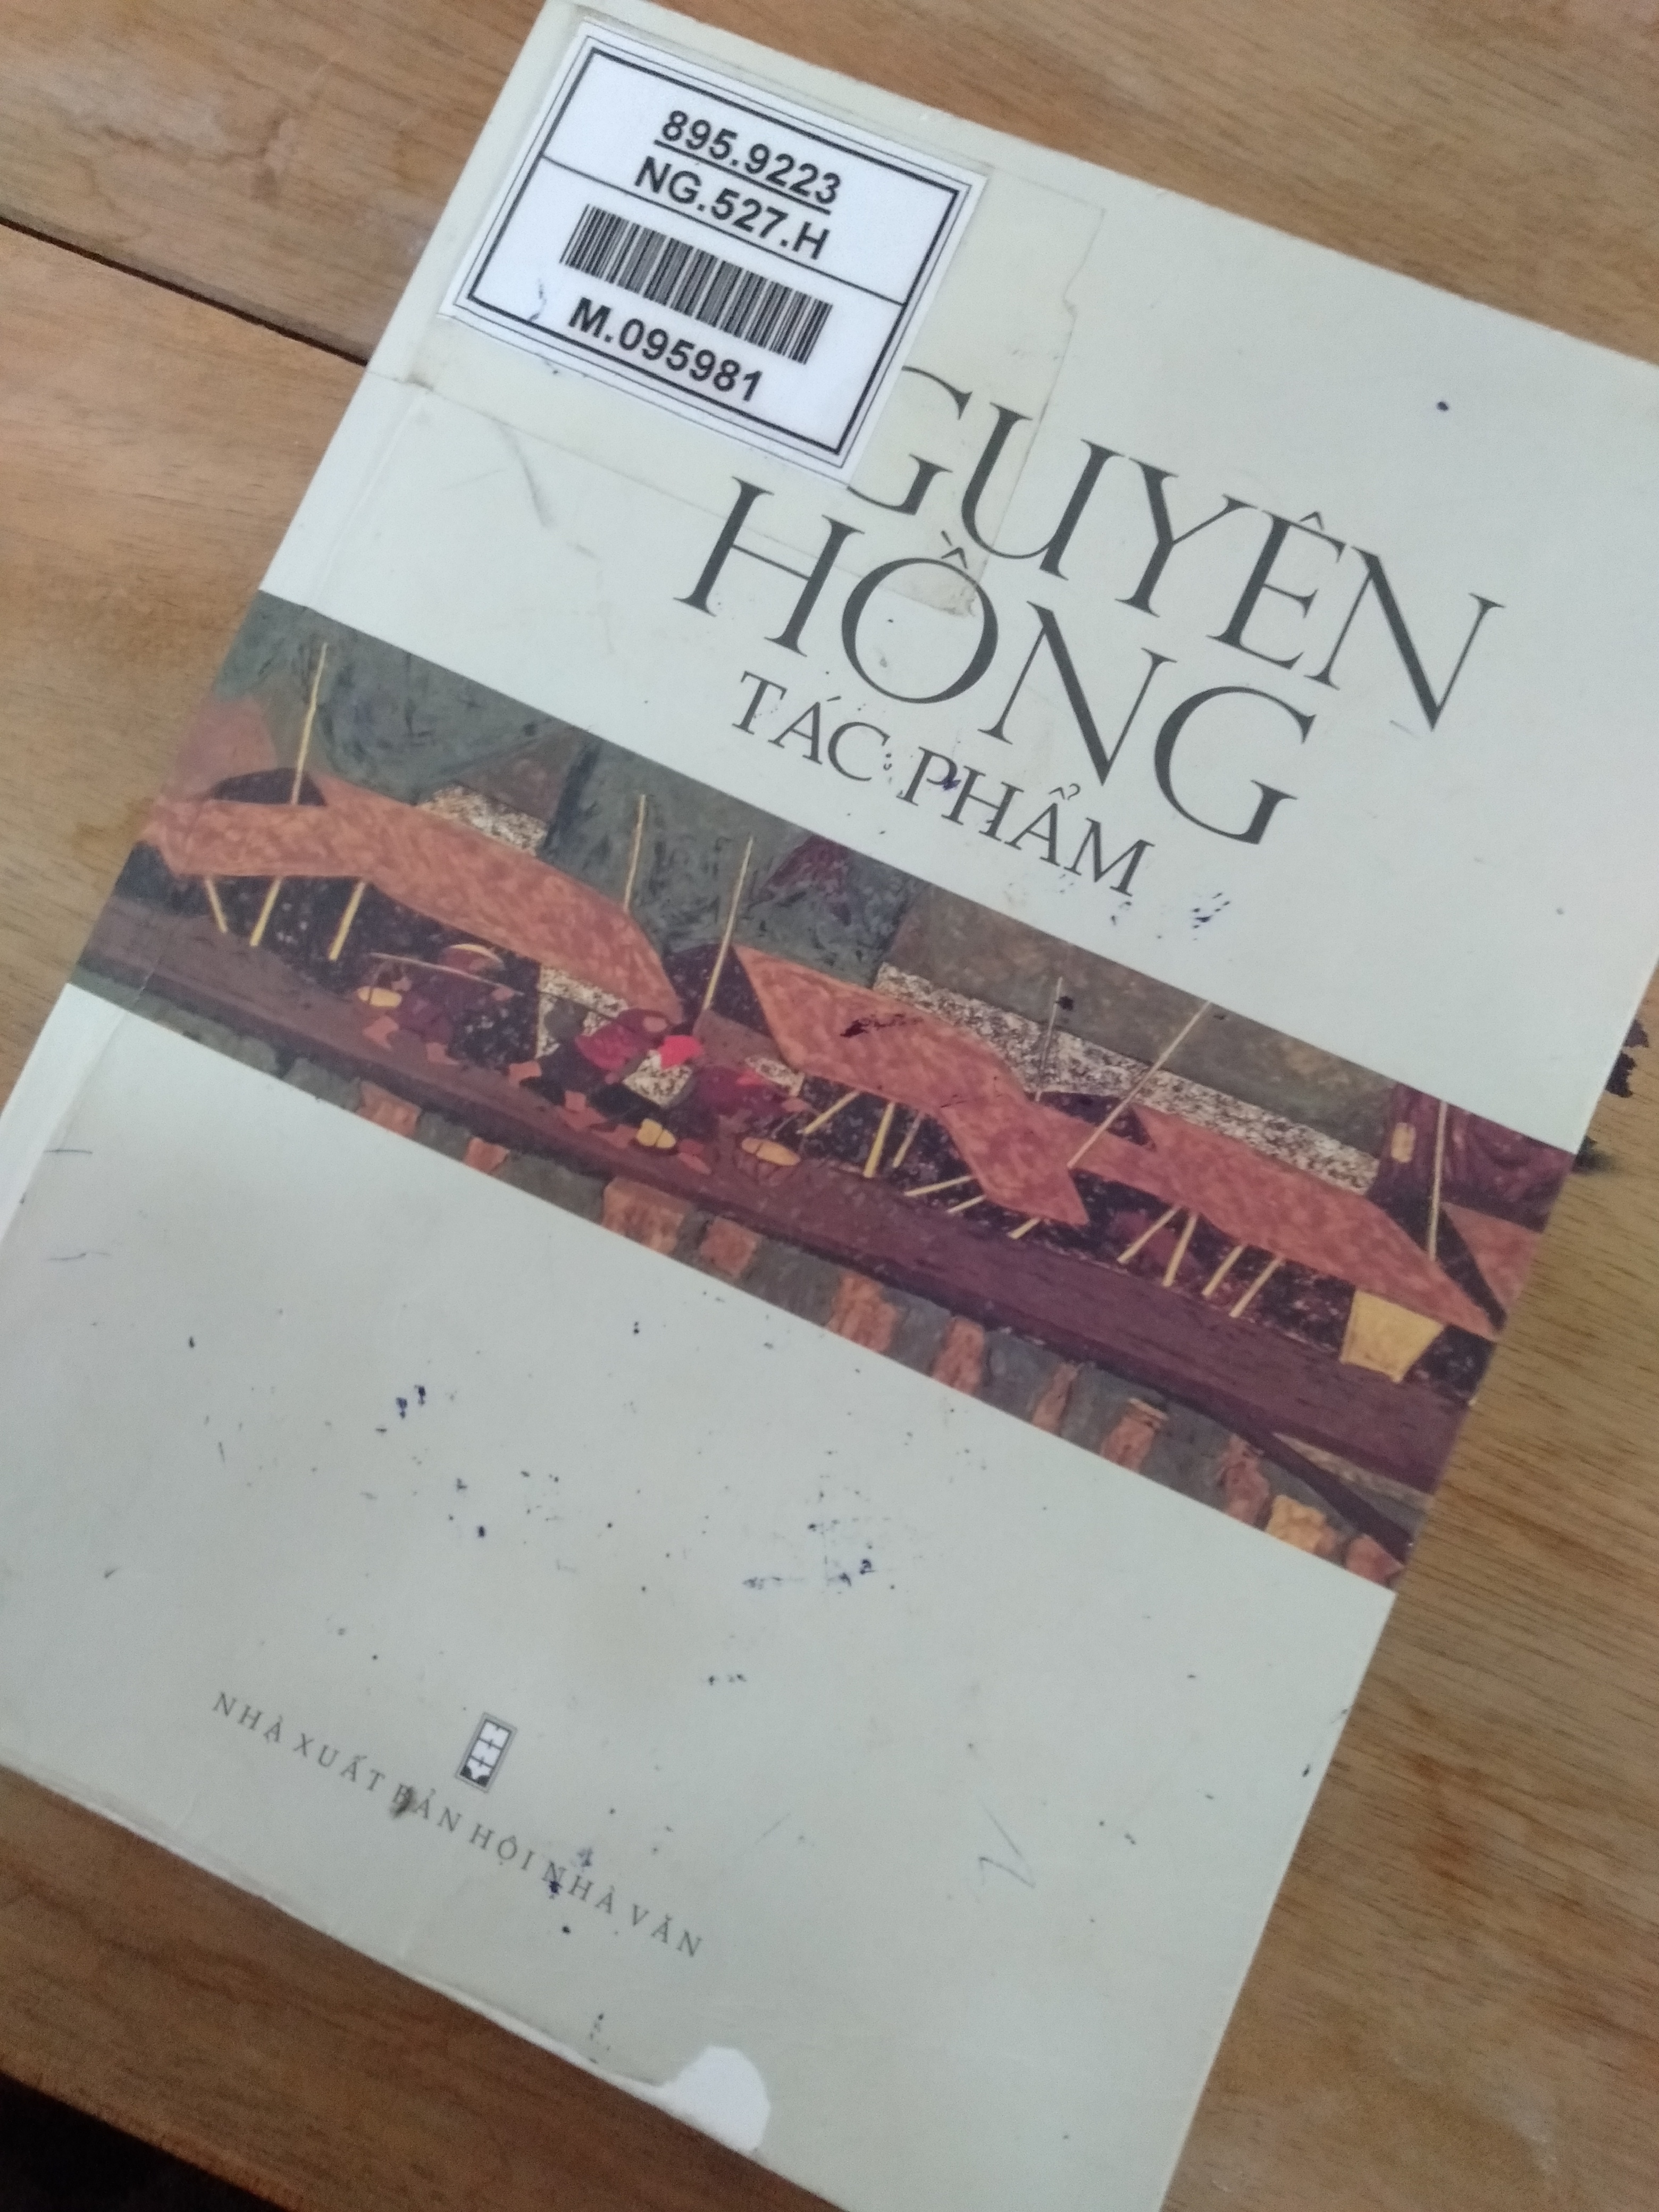 895.9223
NG.527.H
M.095981
GUYÊN
HỒNG
TÁC PHẨM
NHÀ XUẤT BẢN HỘI NHÀ VĂN